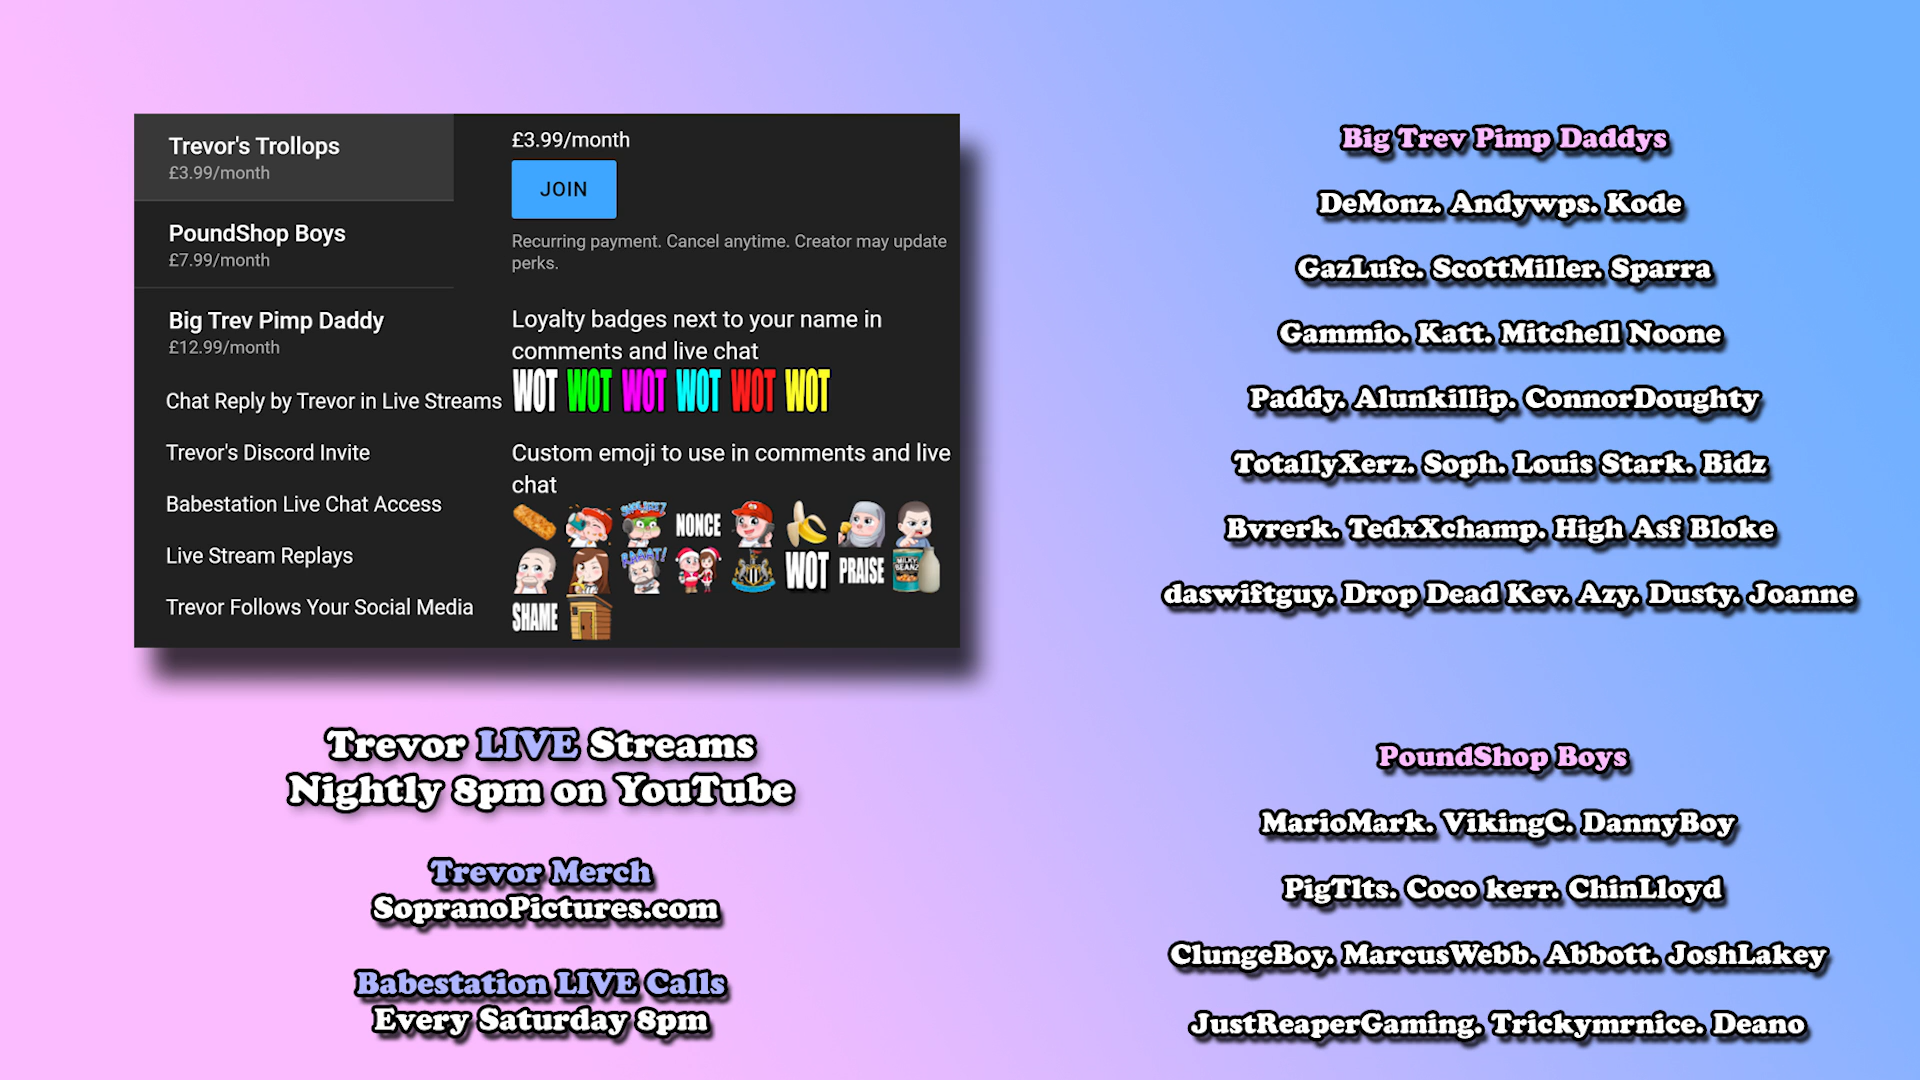 Trevor's Trollops
£3.99/month
PoundShop Boys
£7.99/month
Big Trev Pimp Daddy
£12.99/month
Chat Reply by Trevor in Live Streams
Trevor's Discord Invite
Babestation Live Chat Access
Live Stream Replays
Trevor Follows Your Social Media
£3.99/month
JOIN
Recurring payment. Cancel anytime. Creator may update
perks.
Loyalty badges next to your name in
comments and live chat
WOT WOT WOT WOT WOT WOT
Custom emoji to use in comments and live
chat
NONCE
WOT PRAISE MILKY BEANZ
SHAME
Trevor LIVE Streams
Nightly 8pm on YouTube
Trevor Merch
SopranoPictures.com
Babestation LIVE Calls
Every Saturday 8pm
Big Trev Pimp Daddys
DeMonz. Andywps. Kode
GazLufc. ScottMiller. Sparra
Gammio. Katt. Mitchell Noone
Paddy. Alunkillip. ConnorDoughty
TotallyXerz. Soph. Louis Stark. Bidz
Bvrerk. TedxXchamp. High Asf Bloke
daswiftguy. Drop Dead Kev. Azy. Dusty. Joanne
PoundShop Boys
MarioMark. VikingC. DannyBoy
PigTlts. Coco kerr. ChinLloyd
ClungeBoy. MarcusWebb. Abbott. JoshLakey
JustReaperGaming. Trickymrnice. Deano